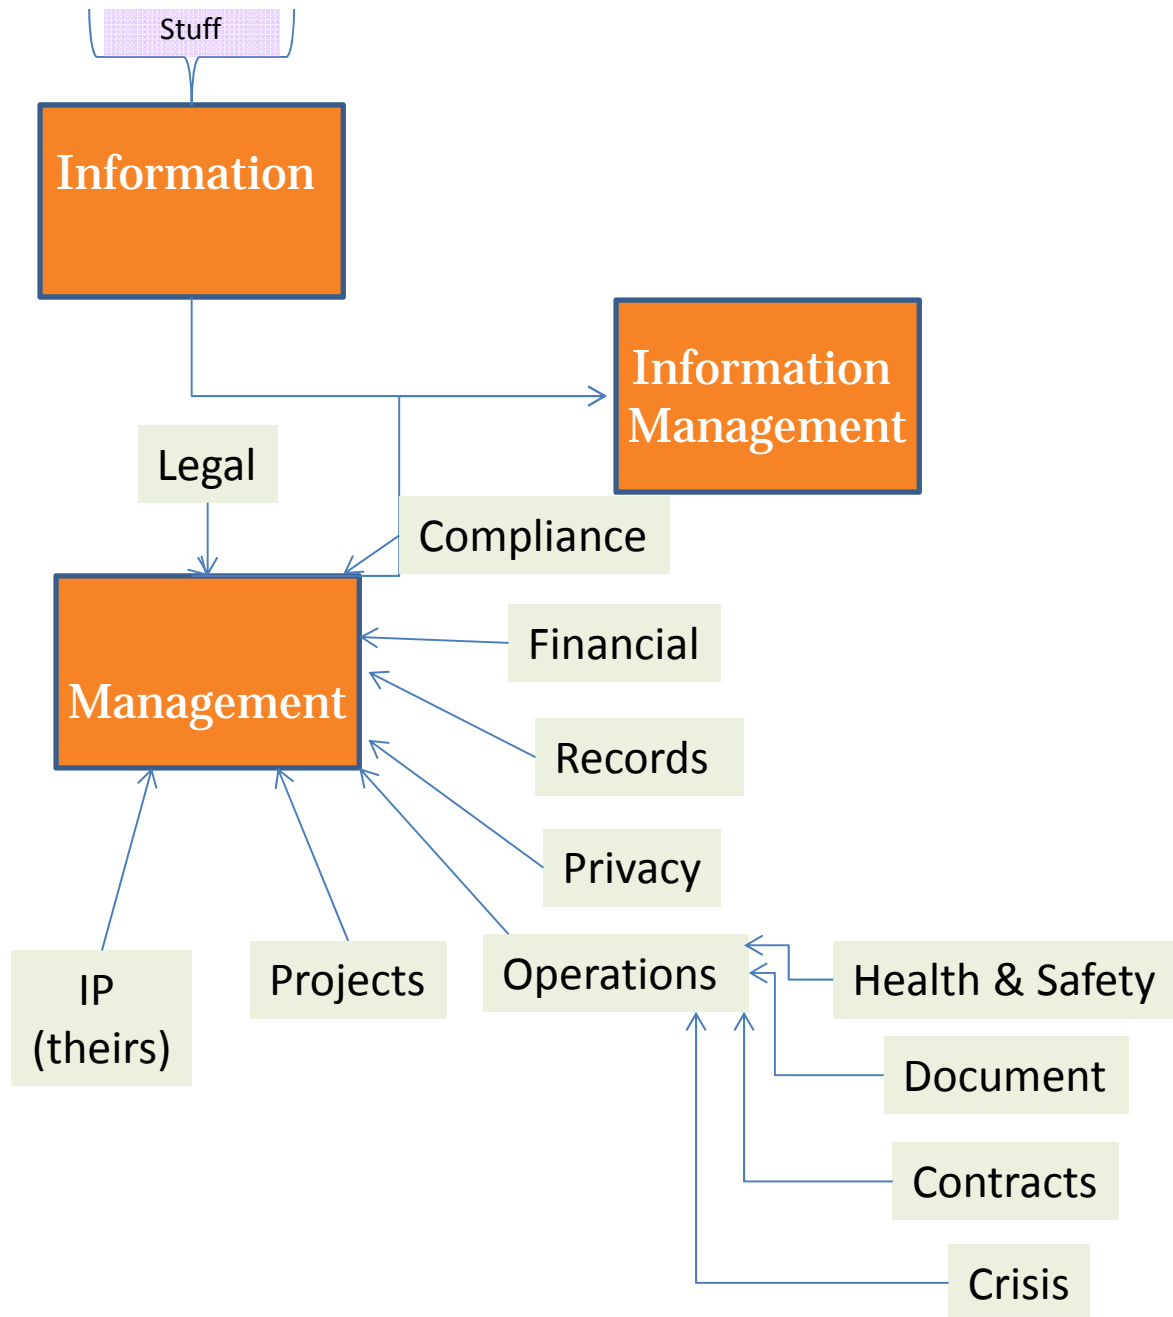 Stuff
Information
Information
Management
Legal
Compliance
Financial
Management
Records
Privacy
Operations
Projects
IP
(theirs)
Health & Safety
Document
Contracts
Crisis